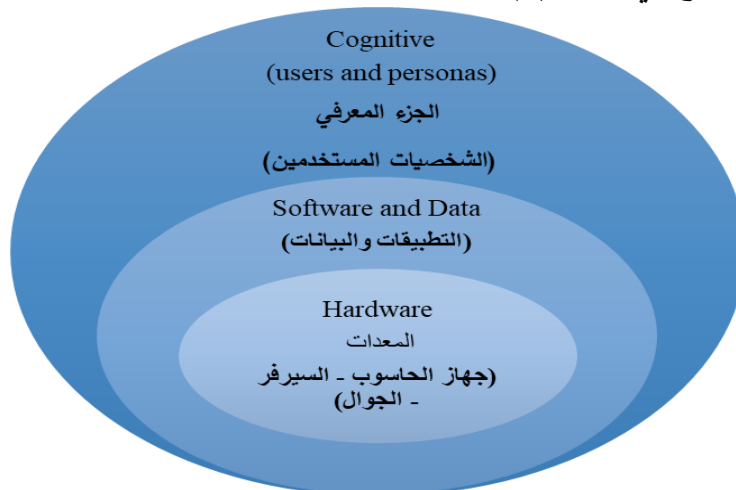 Cognitive
(users and personas)
الجزء المعرفي
(الشخصيات المستخدمين)
Software and Data
(التطبيقات والبيانات)
Hardware
المعدات
(جهاز الحاسوب - السيرفر
- الجوال)